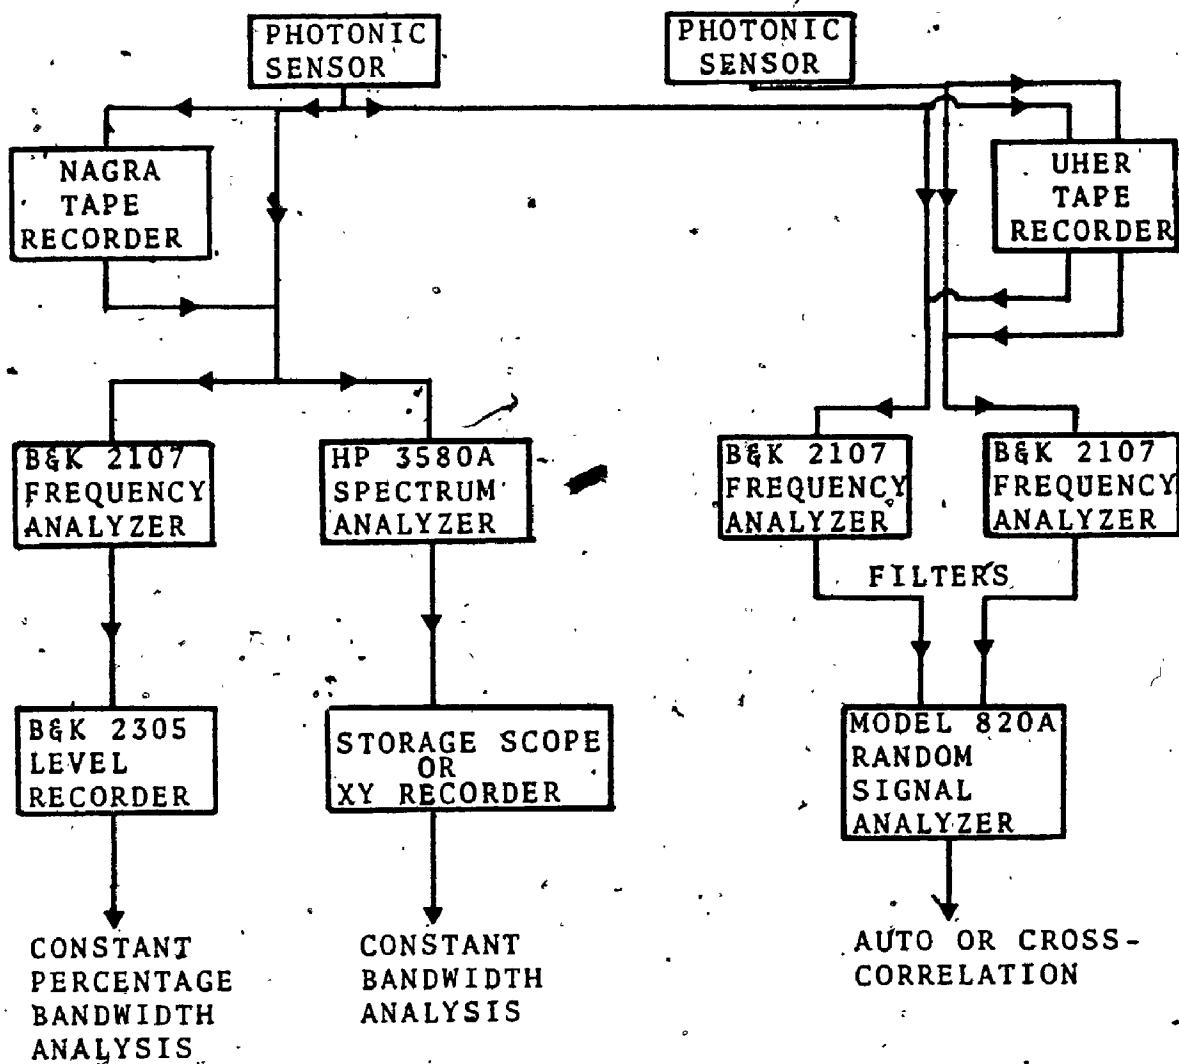 PHOTONIC
SENSOR
PHOTONIC
SENSOR
NAGRA
TAPE
RECORDER
UHER
TAPE
RECORDER
B&K 2107
FREQUENCY
ANALYZER
HP 3580A
SPECTRUM
ANALYZER
B&K 2107
FREQUENCY
ANALYZER
B&K 2107
FREQUENCY
ANALYZER
FILTERS
B&K 2305
LEVEL
RECORDER
STORAGE SCOPE
OR
XY RECORDER
MODEL 820A
RANDOM
SIGNAL
ANALYZER
CONSTANT
PERCENTAGE
BANDWIDTH
ANALYSIS
CONSTANT
BANDWIDTH
ANALYSIS
AUTO OR CROSS-
CORRELATION